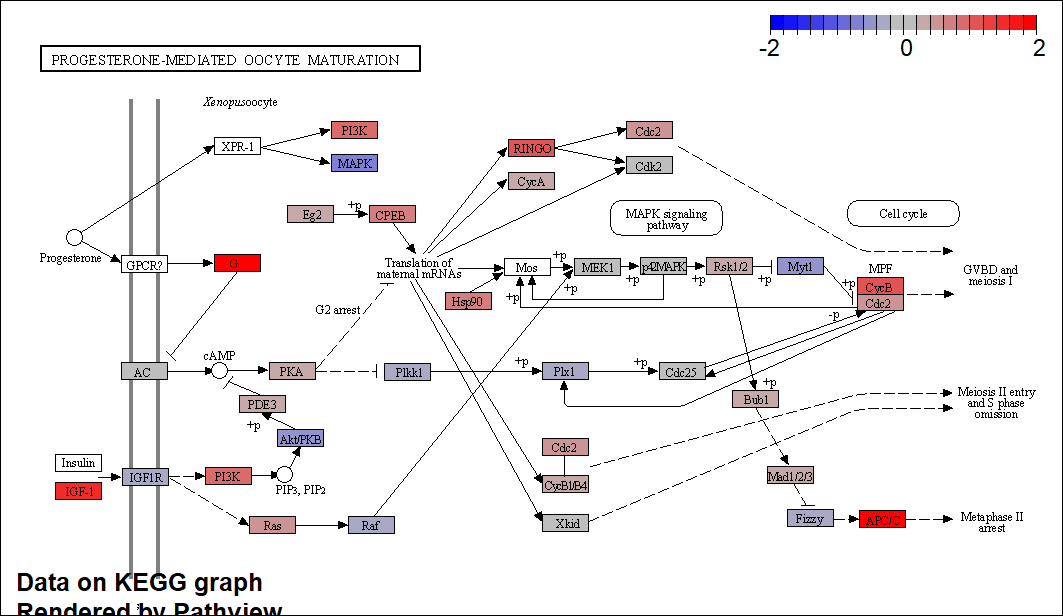 -2 0 2
PROGESTERONE-MEDIATED OOCYTE MATURATION
Xenopus oocyte
XPR-1
PI3K
MAPK
RINGO
CycA
Cdc2
Cdk2
Eg2
+p
CPEB
MAPK signaling
pathway
Cell cycle
Progesterone
GPCR?
G
Translation of
maternal mRNAs
Mos
+p
MEK1
+p
p42MAPK
+p
Rsk1/2
+p
Myt1
+p
MPF
CycB
Cdc2
GVBD and
meiosis I
Hsp90
+p
+p
-p
G2 arrest
cAMP
AC
PKA
Plkk1
+p
Plx1
+p
Cdc25
PDE3
+p
Akt/PKB
+p
Bub1
Meiosis II entry
and S phase
omission
Insulin
IGF-1
IGF1R
PI3K
PIP3, PIP2
Cdc2
CycB1/B4
Mad1/2/3
Ras
Raf
Xkid
Fizzy
APC/C
Metaphase II
arrest
Data on KEGG graph
Rendered by Pathview